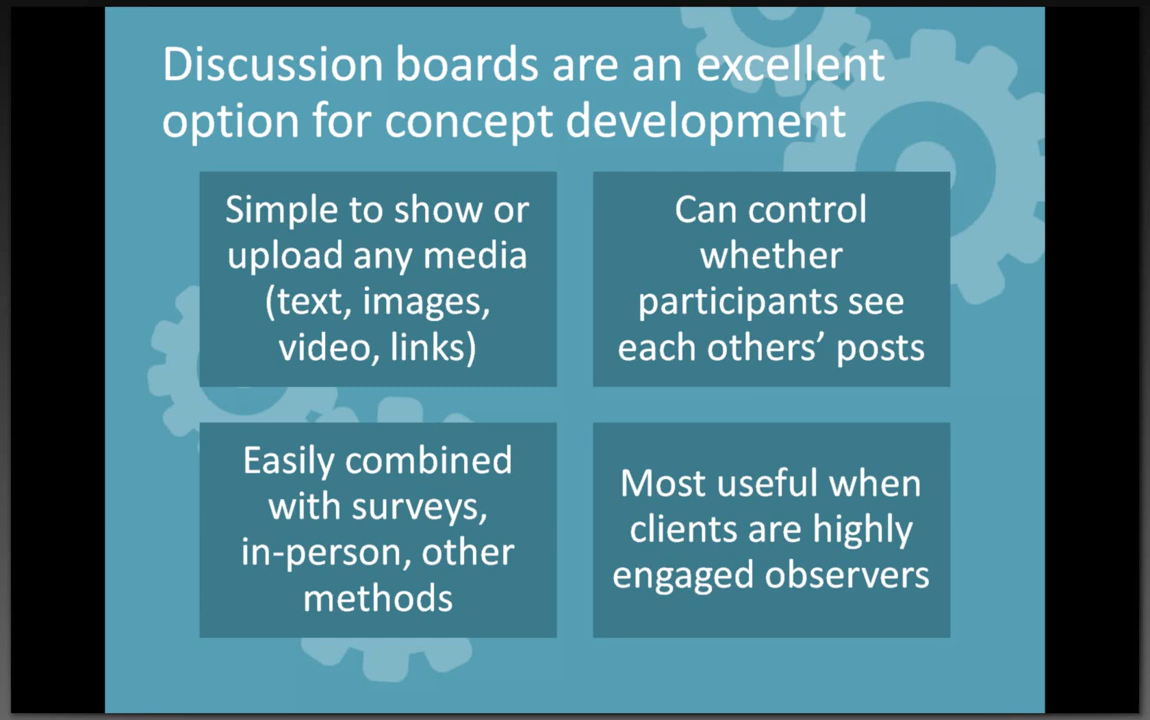 Discussion boards are an excellent
option for concept development
Simple to show or
upload any media
(text, images,
video, links)
Can control
whether
participants see
each others’ posts
Easily combined
with surveys,
in-person, other
methods
Most useful when
clients are highly
engaged observers